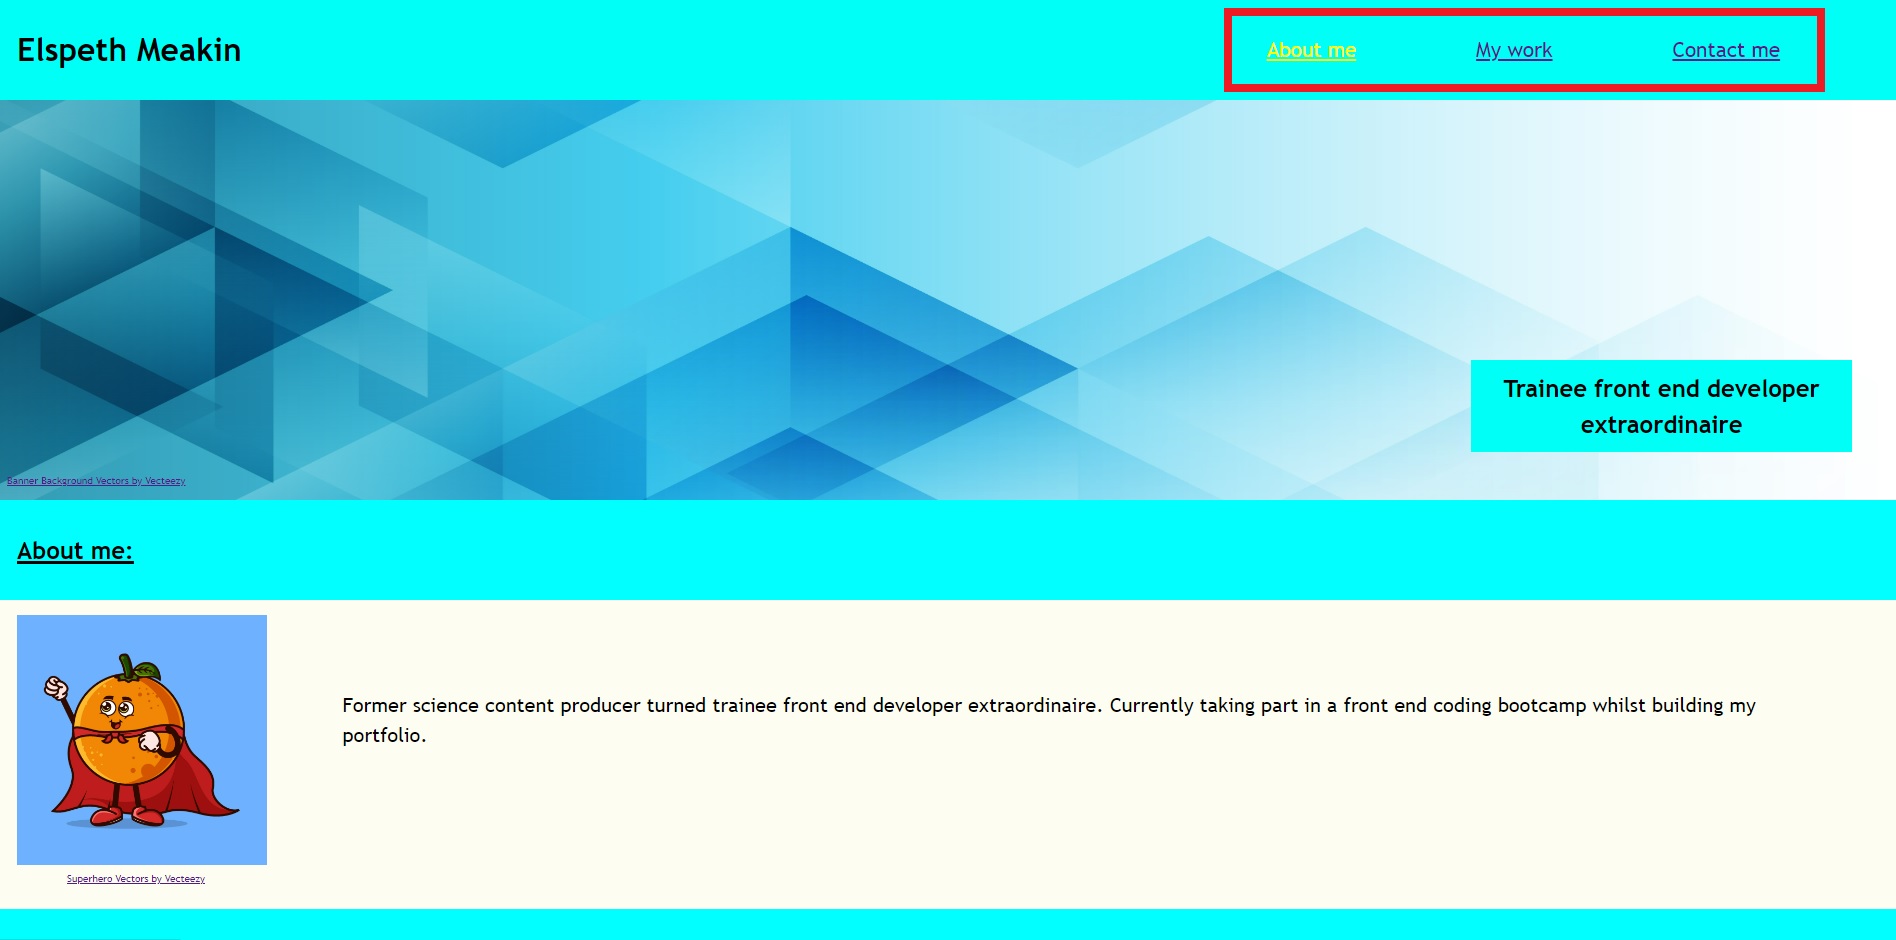 Elspeth Meakin
About me
My work
Contact me
Trainee front end developer
extraordinaire
Banner Background Vectors by Vecteezy
About me:
Former science content producer turned trainee front end developer extraordinaire. Currently taking part in a front end coding bootcamp whilst building my
portfolio.
Superhero Vectors by Vecteezy